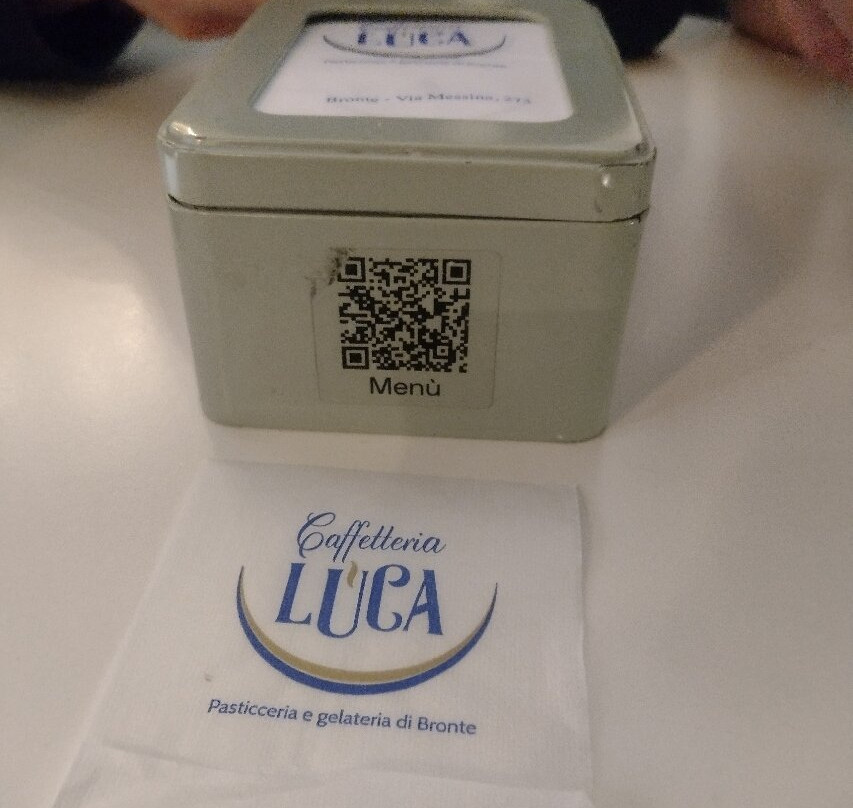 LUCA
Bronte - Via Messina, 273
Menù
Caffetteria
LUCA
Pasticceria e gelateria di Bronte